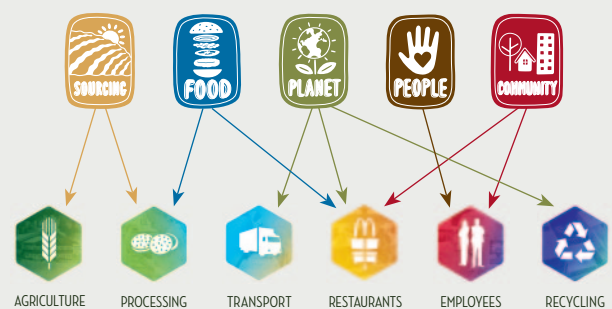 SOURCING
FOOD
PLANET
PEOPLE
COMMUNITY
AGRICULTURE
PROCESSING
TRANSPORT
RESTAURANTS
EMPLOYEES
RECYCLING